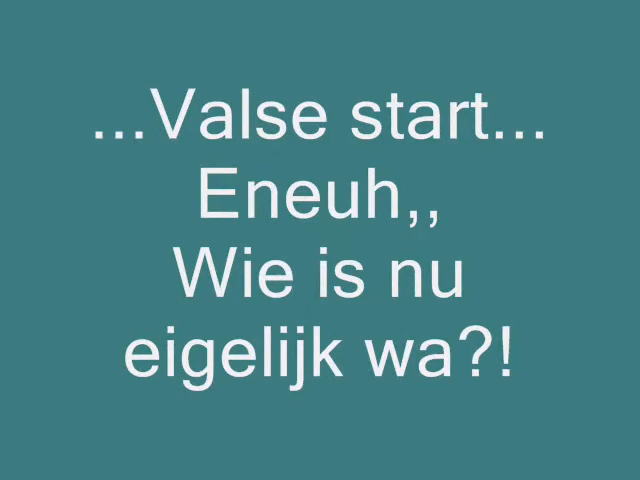 ...Valse start...
Eneuh,,
Wie is nu
eigelijk wa?!